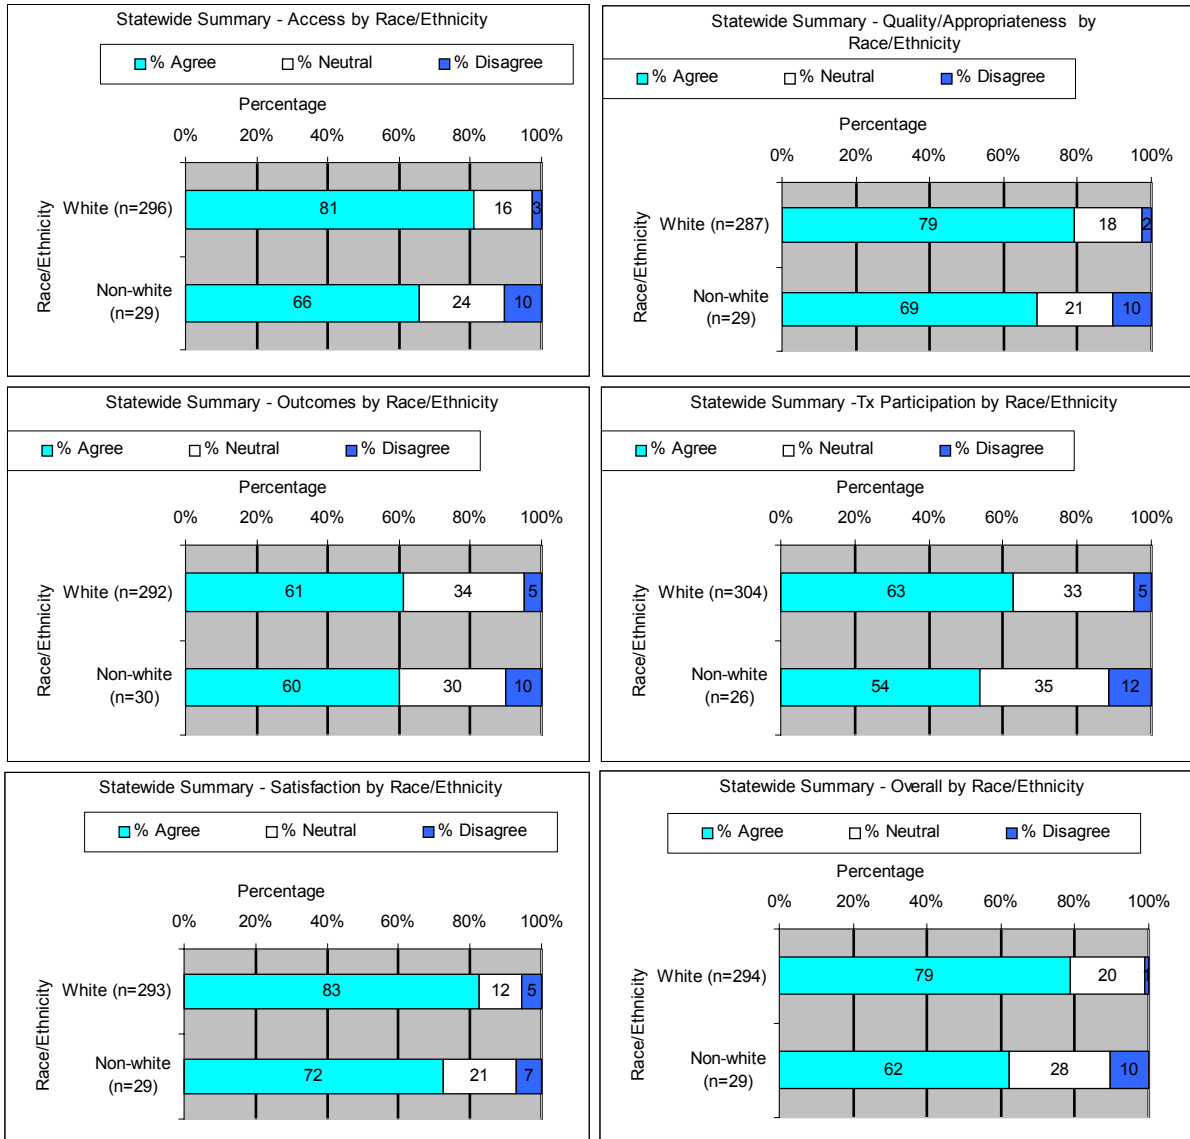 Statewide Summary - Access by Race/Ethnicity
% Agree % Neutral % Disagree
Percentage
0% 20% 40% 60% 80% 100%
Race/Ethnicity
White (n=296)
81 16 3
Non-white
(n=29)
66 24 10
Statewide Summary - Quality/Appropriateness by
Race/Ethnicity
% Agree % Neutral % Disagree
Percentage
0% 20% 40% 60% 80% 100%
Race/Ethnicity
White (n=287)
79 18 2
Non-white
(n=29)
69 21 10
Statewide Summary - Outcomes by Race/Ethnicity
% Agree % Neutral % Disagree
Percentage
0% 20% 40% 60% 80% 100%
Race/Ethnicity
White (n=292)
61 34 5
Non-white
(n=30)
60 30 10
Statewide Summary -Tx Participation by Race/Ethnicity
% Agree % Neutral % Disagree
Percentage
0% 20% 40% 60% 80% 100%
Race/Ethnicity
White (n=304)
63 33 5
Non-white
(n=26)
54 35 12
Statewide Summary - Satisfaction by Race/Ethnicity
% Agree % Neutral % Disagree
Percentage
0% 20% 40% 60% 80% 100%
Race/Ethnicity
White (n=293)
83 12 5
Non-white
(n=29)
72 21 7
Statewide Summary - Overall by Race/Ethnicity
% Agree % Neutral % Disagree
Percentage
0% 20% 40% 60% 80% 100%
Race/Ethnicity
White (n=294)
79 20 1
Non-white
(n=29)
62 28 10